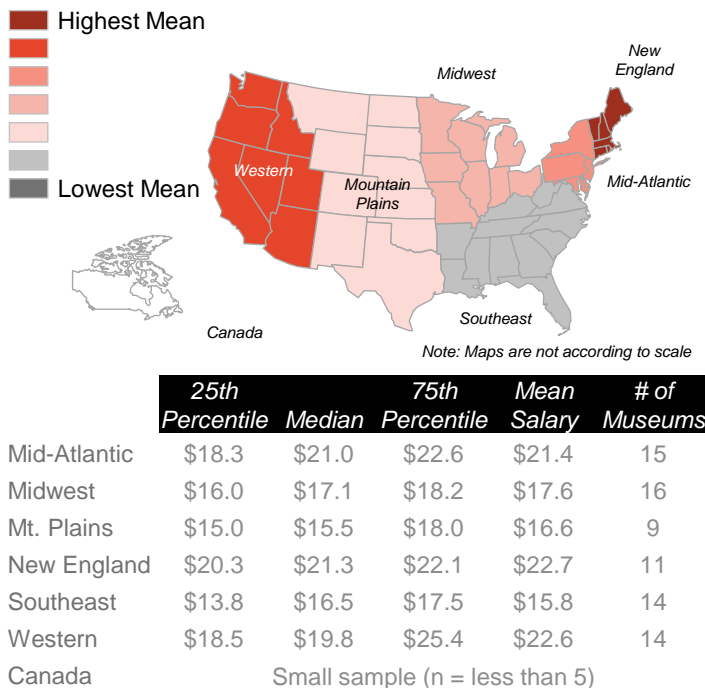 Highest Mean
Lowest Mean
New
England
Midwest
Western
Mountain
Plains
Mid-Atlantic
Southeast
Canada
Note: Maps are not according to scale
25th Percentile Median 75th Percentile Mean Salary # of Museums
Mid-Atlantic $18.3 $21.0 $22.6 $21.4 15
Midwest $16.0 $17.1 $18.2 $17.6 16
Mt. Plains $15.0 $15.5 $18.0 $16.6 9
New England $20.3 $21.3 $22.1 $22.7 11
Southeast $13.8 $16.5 $17.5 $15.8 14
Western $18.5 $19.8 $25.4 $22.6 14
Canada Small sample (n = less than 5)